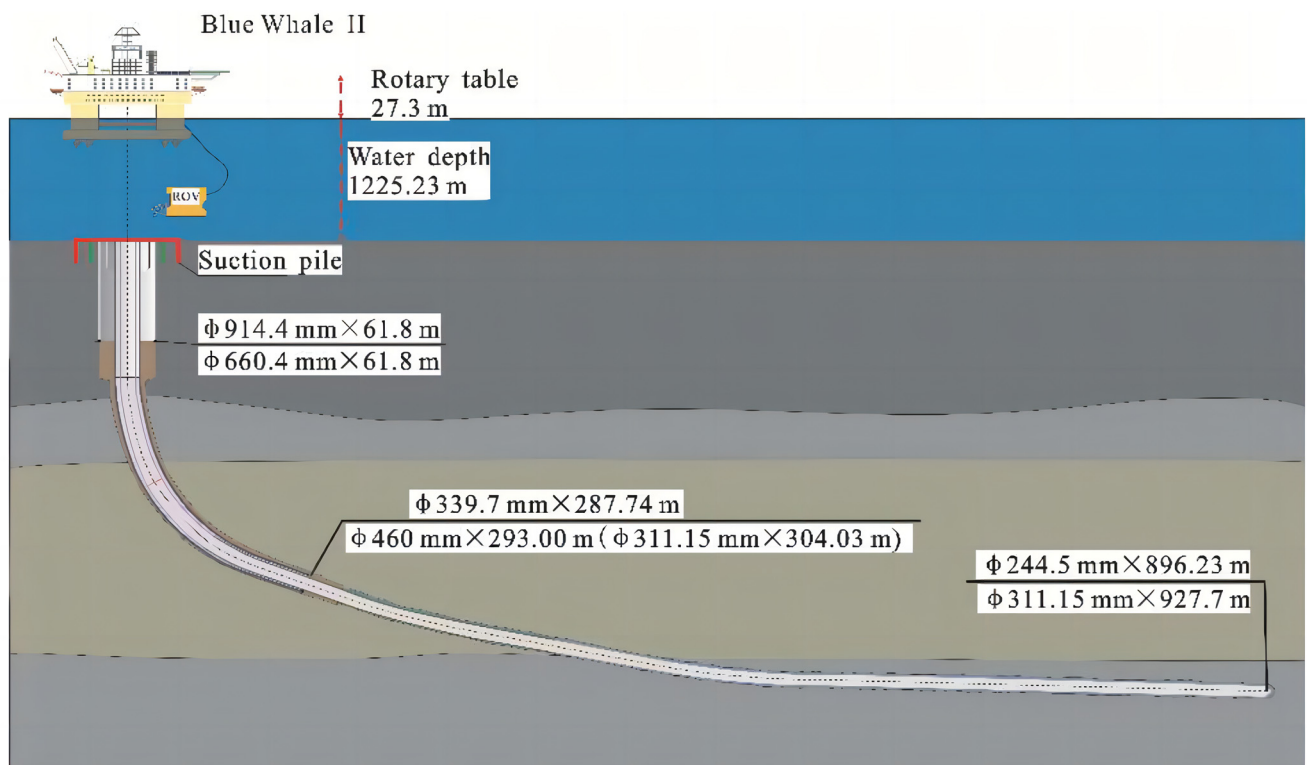 Blue Whale II
Rotary table
27.3 m
Water depth
1225.23 m
ROV
Suction pile
ϕ914.4 mm×61.8 m
ϕ660.4 mm×61.8 m
ϕ339.7 mm×287.74 m
ϕ460 mm×293.00 m(ϕ311.15 mm×304.03 m)
ϕ244.5 mm×896.23 m
ϕ311.15 mm×927.7 m